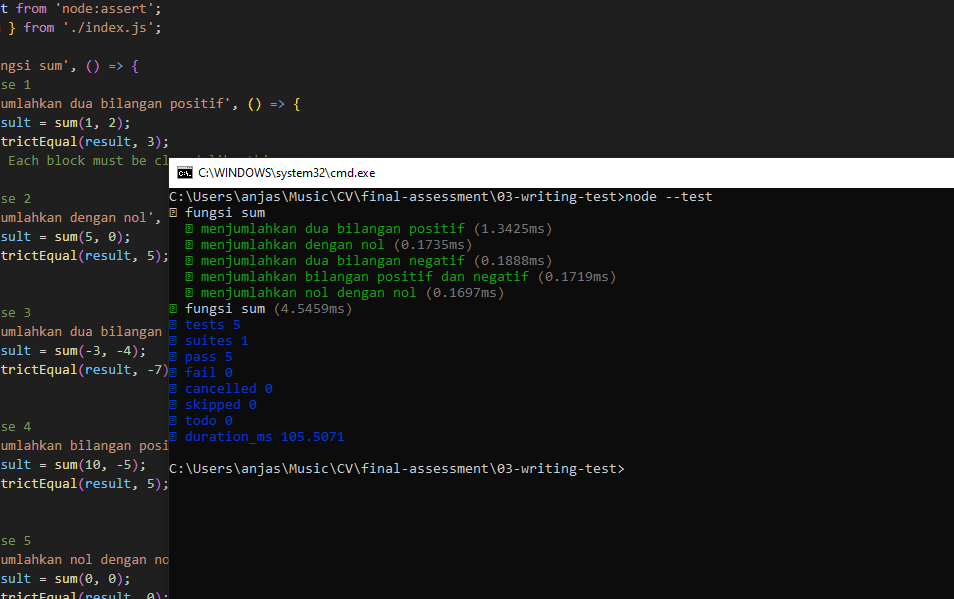 t from 'node:assert';
} from './index.js';
ngsi sum', () => {
se 1
umlahkan dua bilangan positif', () => {
sult = sum(1, 2);
trictEqual(result, 3);
Each block must be
se 2
umlahkan dengan nol',
sult = sum(5, 0);
trictEqual(result, 5);
se 3
umlahkan dua bilangan
sult = sum(-3, -4);
trictEqual(result, -7)
se 4
umlahkan bilangan posi
sult = sum(10, -5);
trictEqual(result, 5);
se 5
umlahkan nol dengan no
sult = sum(0, 0);
trictEqual(result, 0);
C:\WINDOWS\system32\cmd.exe
C:\Users\anjas\Music\CV\final-assessment\03-writing-test>node --test
fungsi sum
menjumlahkan dua bilangan positif (1.3425ms)
menjumlahkan dengan nol (0.1735ms)
menjumlahkan dua bilangan negatif (0.1888ms)
menjumlahkan bilangan positif dan negatif (0.1719ms)
menjumlahkan nol dengan nol (0.1697ms)
fungsi sum (4.5459ms)
tests 5
suites 1
pass 5
fail 0
cancelled 0
skipped 0
todo 0
duration_ms 105.5071
C:\Users\anjas\Music\CV\final-assessment\03-writing-test>